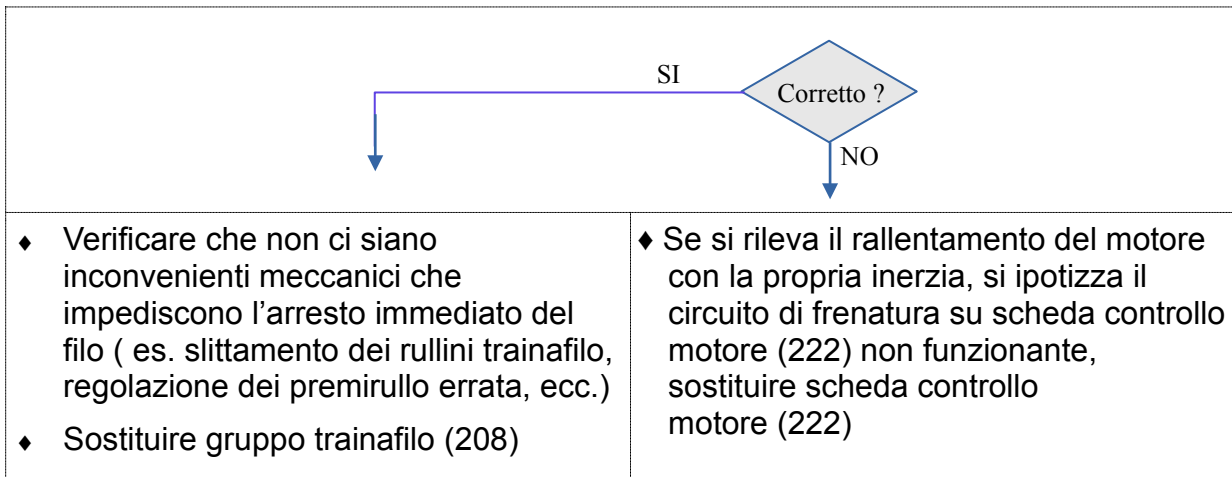 SI
Corretto ?
NO
♦ Verificare che non ci siano
inconvenienti meccanici che
impediscono l’arresto immediato del
filo ( es. slittamento dei rullini trainafilo,
regolazione dei premirullo errata, ecc.)
♦ Sostituire gruppo trainafilo (208)
♦ Se si rileva il rallentamento del motore
con la propria inerzia, si ipotizza il
circuito di frenatura su scheda controllo
motore (222) non funzionante,
sostituire scheda controllo
motore (222)